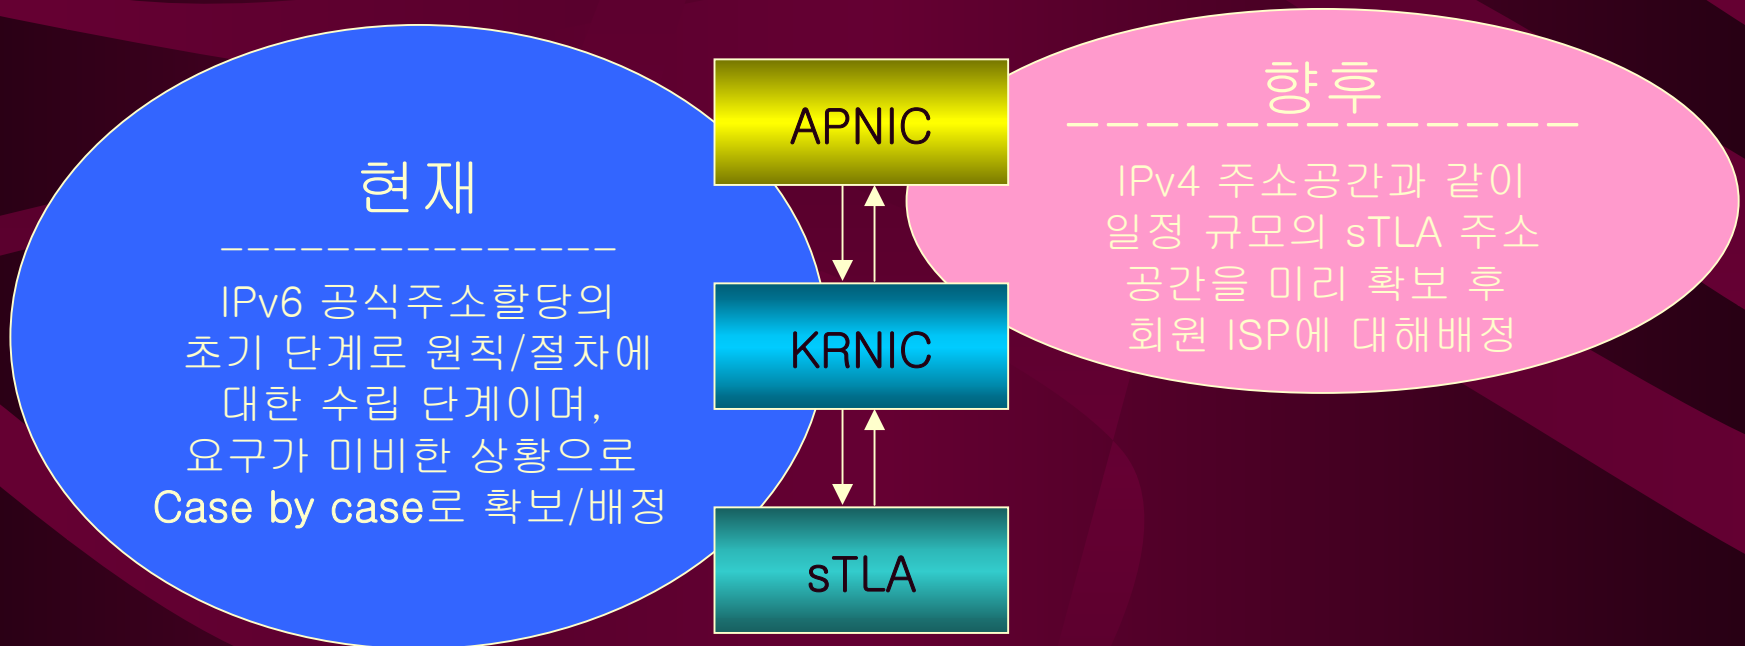 현재
---------------
IPv6 공식주소할당의
초기 단계로 원칙/절차에
대한 수립 단계이며,
요구가 미비한 상황으로
Case by case로 확보/배정
APNIC
KRNIC
sTLA
향후
-------------
IPv4 주소공간과 같이
일정 규모의 sTLA 주소
공간을 미리 확보 후
회원 ISP에 대해배정